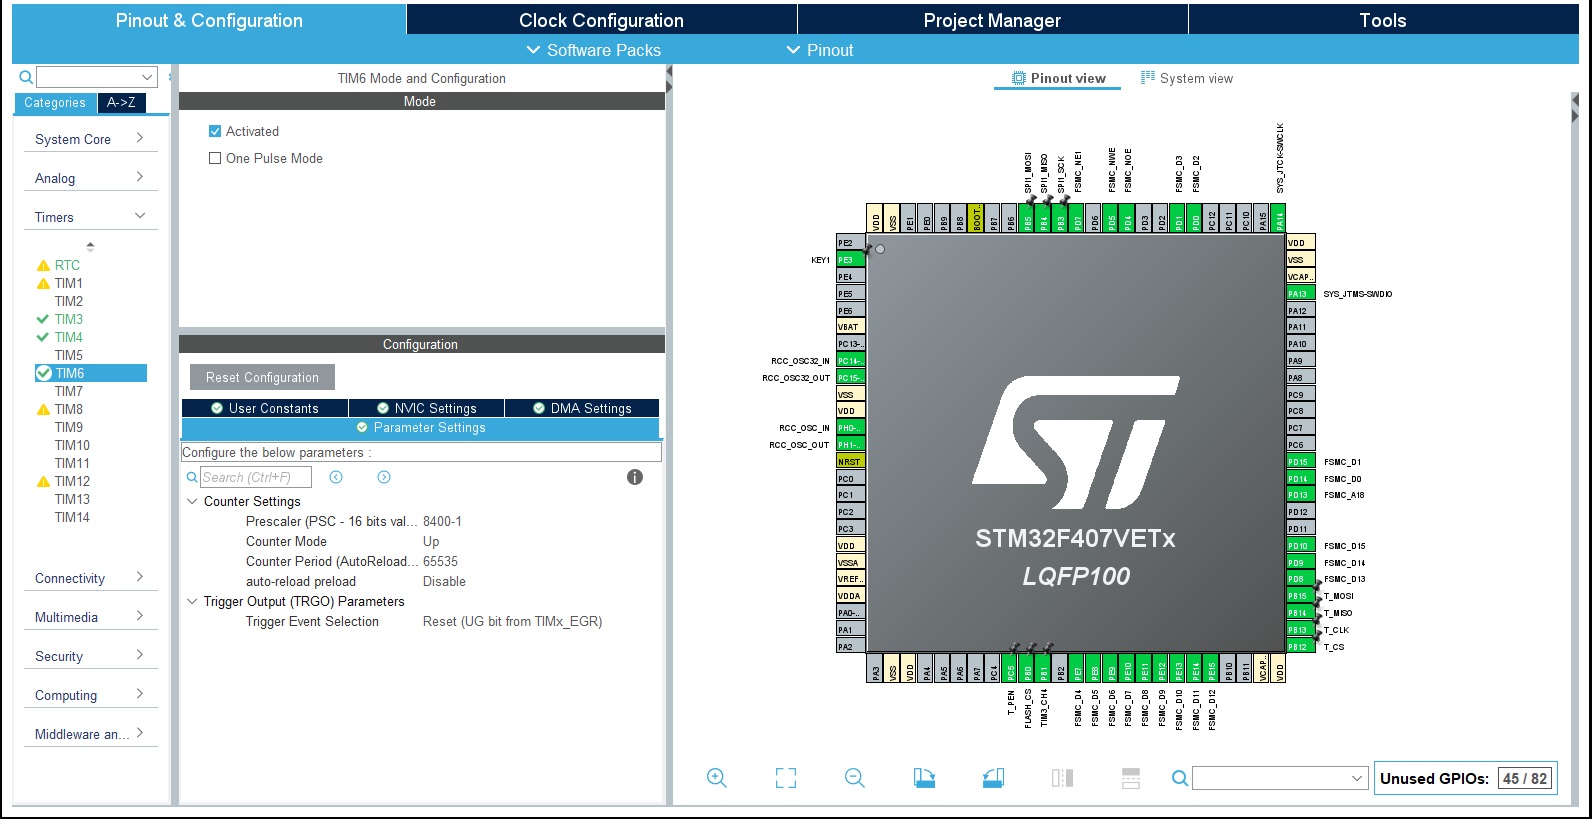 Pinout & Configuration
Clock Configuration
Project Manager
Tools
Software Packs
Pinout
Categories
A->Z
System Core
Analog
Timers
RTC
TIM1
TIM2
TIM3
TIM4
TIM5
TIM6
TIM7
TIM8
TIM9
TIM10
TIM11
TIM12
TIM13
TIM14
Connectivity
Multimedia
Security
Computing
Middleware an...
TIM6 Mode and Configuration
Mode
Activated
One Pulse Mode
Configuration
Reset Configuration
User Constants
NVIC Settings
DMA Settings
Parameter Settings
Configure the below parameters :
Search (Ctrl+F)
Counter Settings
Prescaler (PSC - 16 bits val... 8400-1
Counter Mode Up
Counter Period (AutoReload... 65535
auto-reload preload Disable
Trigger Output (TRGO) Parameters
Trigger Event Selection Reset (UG bit from TIMx_EGR)
Pinout view
System view
SPI1_MOSI
SPI1_MISO
SPI1_SCK
FSMC_NE1
FSMC_NWE
FSMC_NOE
FSMC_D3
FSMC_D2
SYS_JTCK-SWCLK
VDD
VSS
PE1
PE0
PB9
PB8
BOOT..
PB7
PB6
PB5
PB4
PB3
PD7
PD6
PD5
PD4
PD3
PD2
PD1
PD0
PC12
PC11
PC10
PA15
PA14
PE2
KEY1 PE3
PE4
PE5
PE6
VBAT
PC13-..
RCC_OSC32_IN PC14-..
RCC_OSC32_OUT PC15-..
VSS
VDD
RCC_OSC_IN PH0-..
RCC_OSC_OUT PH1-..
NRST
PC0
PC1
PC2
PC3
VDD
VSSA
VREF..
VDDA
PA0-..
PA1
PA2
STM32F407VETx
LQFP100
VDD
VSS
VCAP..
PA13 SYS_JTMS-SWDIO
PA12
PA11
PA10
PA9
PA8
PC9
PC8
PC7
PC6
PD15 FSMC_D1
PD14 FSMC_D0
PD13 FSMC_A18
PD12
PD11
PD10 FSMC_D15
PD9 FSMC_D14
PD8 FSMC_D13
PB15 T_MOSI
PB14 T_MISO
PB13 T_CLK
PB12 T_CS
PA3
VSS
VDD
PA4
PA5
PA6
PA7
PC4
PC5
PB0
PB1
PB2
PE7
PE8
PE9
PE10
PE11
PE12
PE13
PE14
PE15
PB10
PB11
VCAP..
VDD
T_PEN
FLASH_CS
TIM3_CH4
FSMC_D4
FSMC_D5
FSMC_D6
FSMC_D7
FSMC_D8
FSMC_D9
FSMC_D10
FSMC_D11
FSMC_D12
Unused GPIOs: 45 / 82